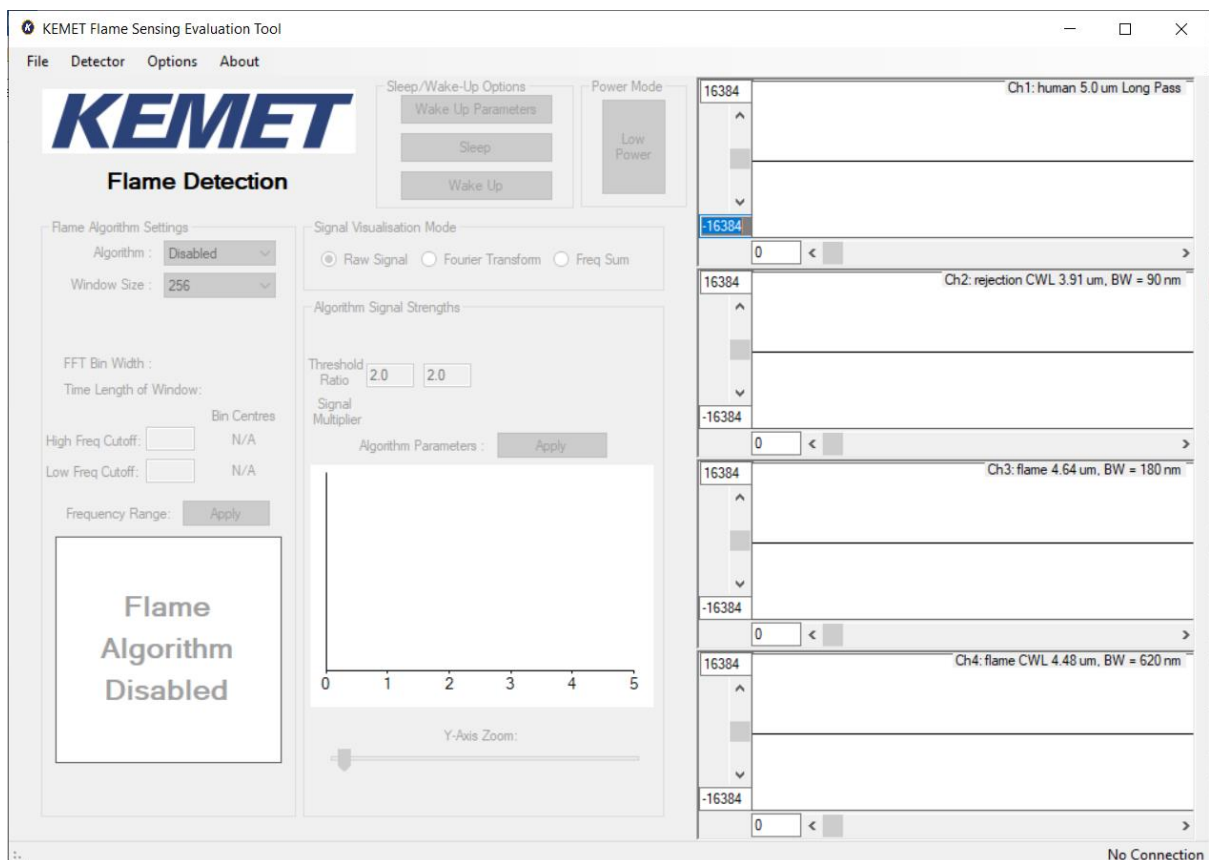 KEMET Flame Sensing Evaluation Tool
File Detector Options About
KEMET
Flame Detection
Sleep/Wake-Up Options
Wake Up Parameters
Sleep
Wake Up
Power Mode
Low
Power
Flame Algorithm Settings
Algorithm : Disabled
Window Size : 256
FFT Bin Width :
Time Length of Window:
Bin Centres
High Freq Cutoff: N/A
Low Freq Cutoff: N/A
Frequency Range: Apply
Flame
Algorithm
Disabled
Signal Visualisation Mode
Raw Signal Fourier Transform Freq Sum
Algorithm Signal Strengths
Threshold
Ratio 2.0 2.0
Signal
Multiplier
Algorithm Parameters : Apply
0 1 2 3 4 5
Y-Axis Zoom:
16384 Ch1: human 5.0 um Long Pass
-16384
0
16384 Ch2: rejection CWL 3.91 um, BW = 90 nm
-16384
0
16384 Ch3: flame 4.64 um, BW = 180 nm
-16384
0
16384 Ch4: flame CWL 4.48 um, BW = 620 nm
-16384
0
No Connection